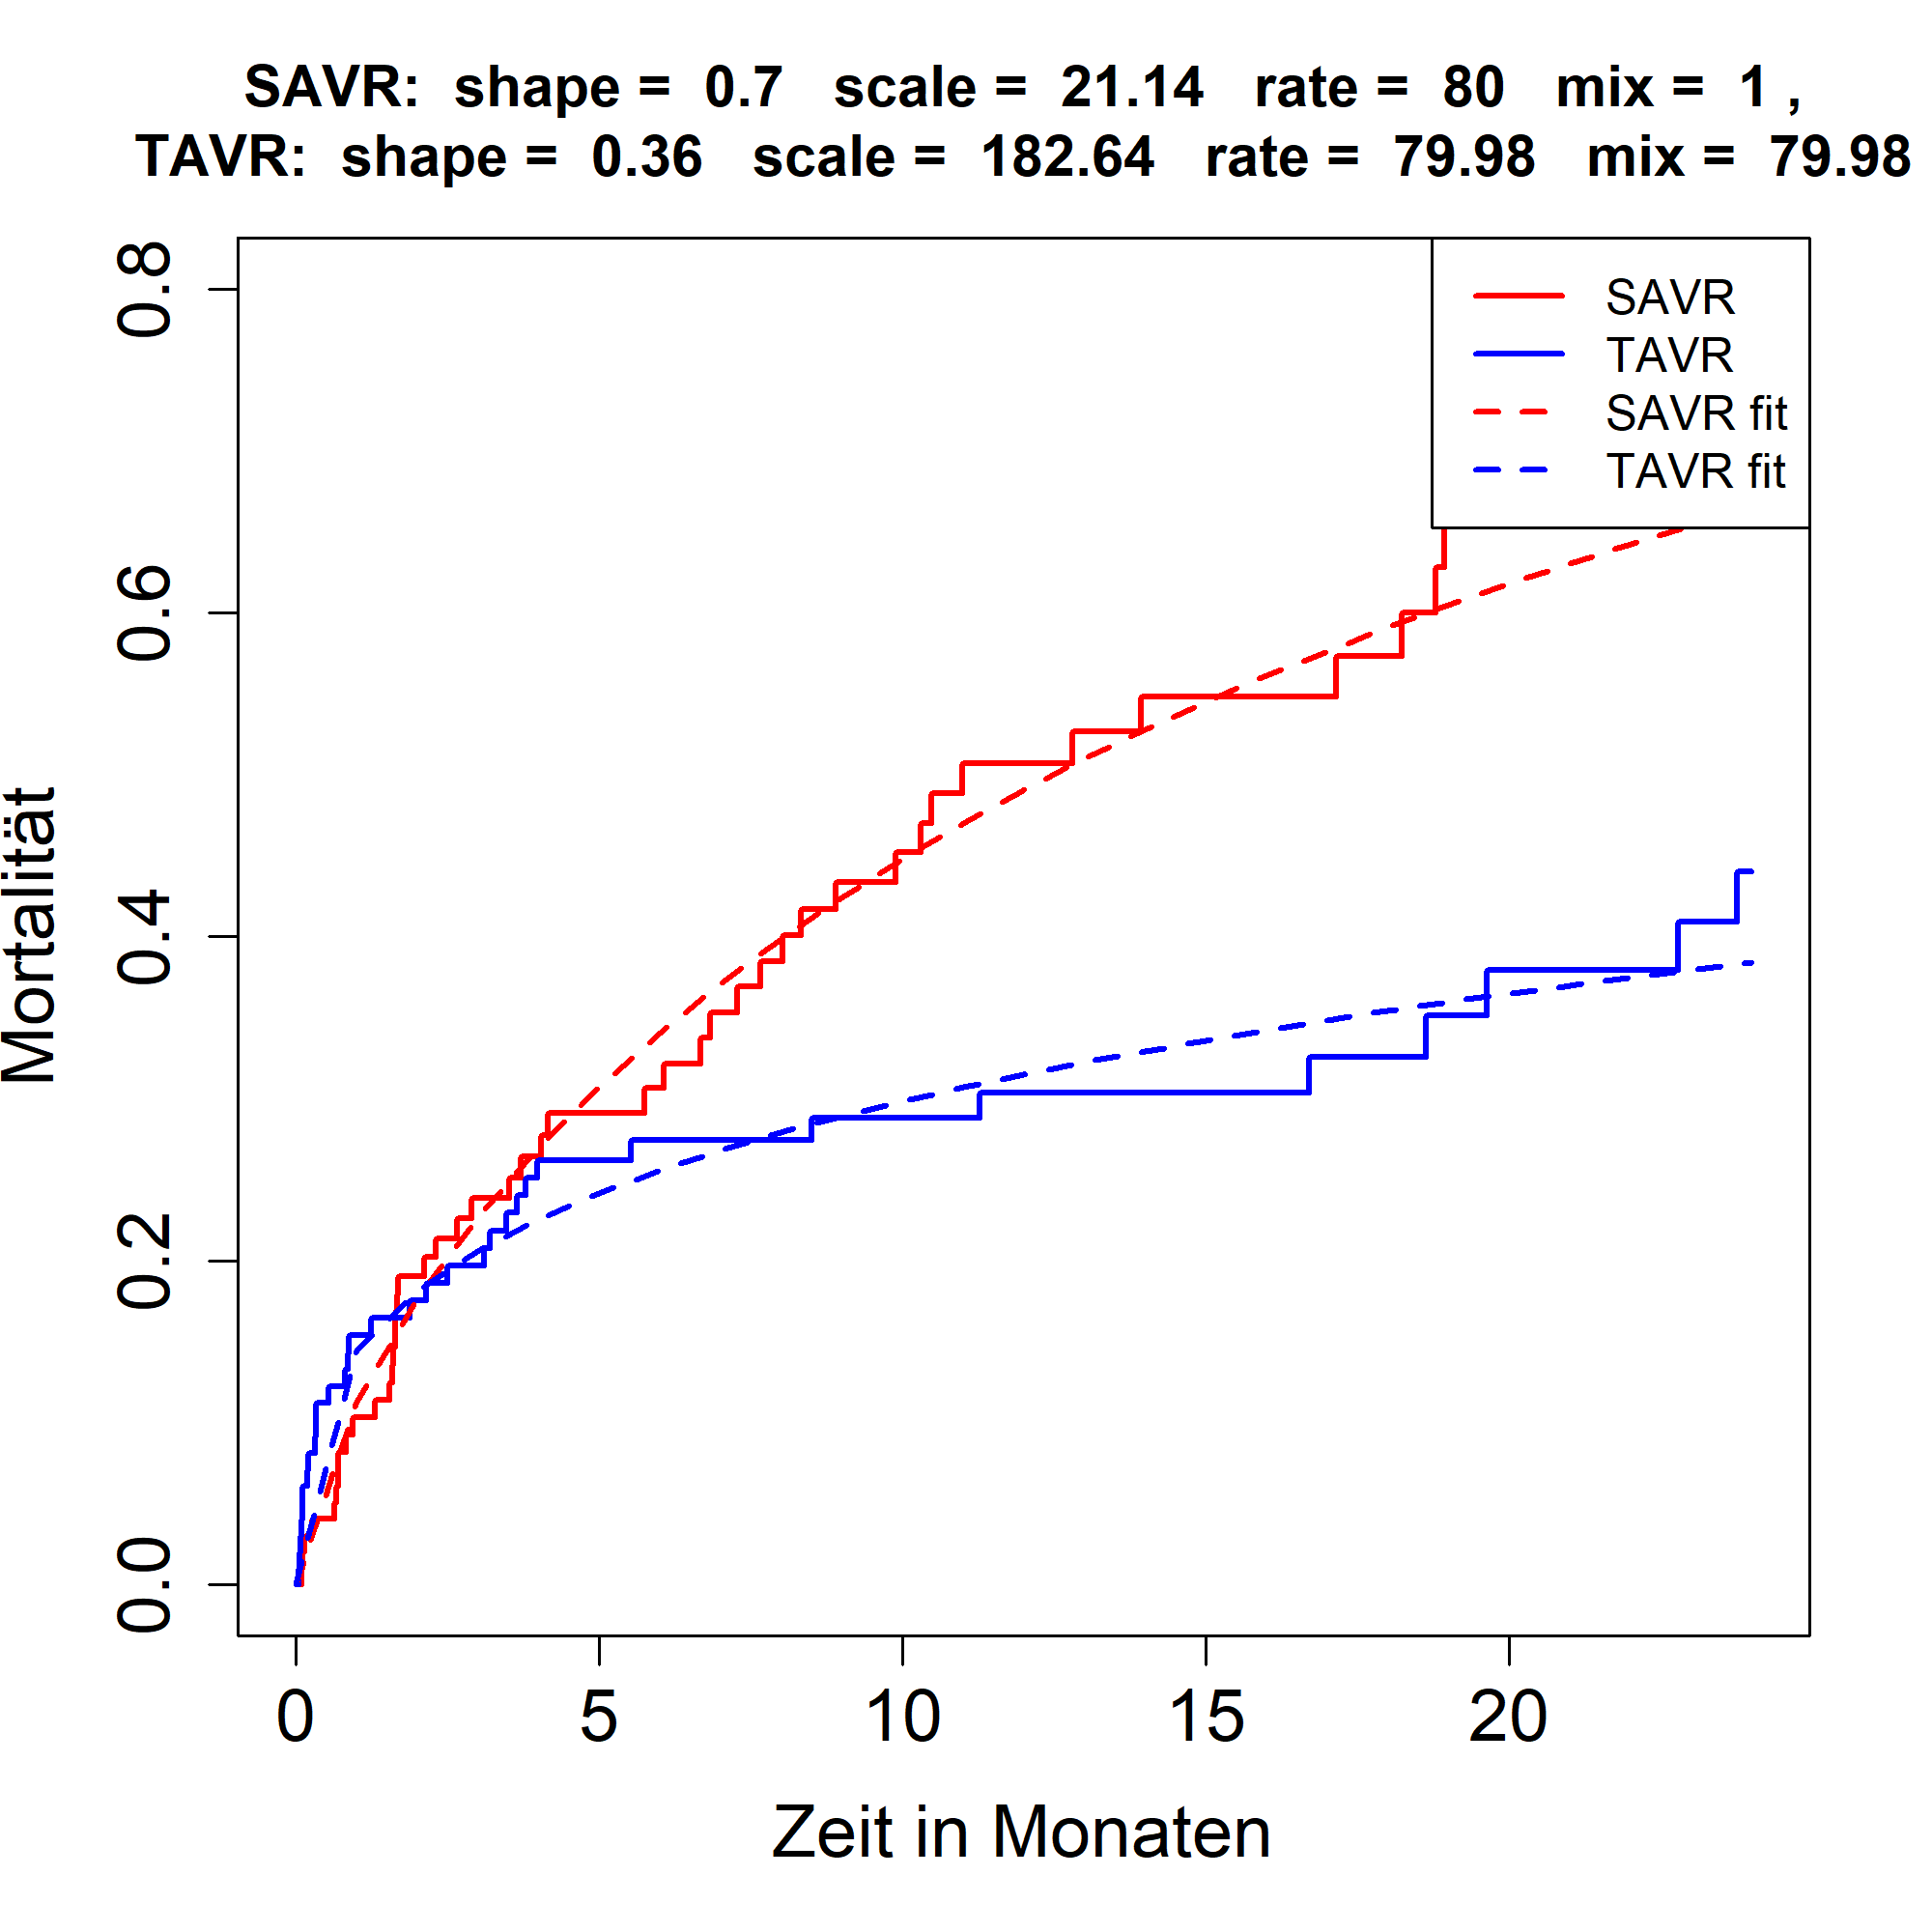 SAVR: shape = 0.7 scale = 21.14 rate = 80 mix = 1 ,
TAVR: shape = 0.36 scale = 182.64 rate = 79.98 mix = 79.98
SAVR
TAVR
SAVR fit
TAVR fit
Mortalität
0.8
0.6
0.4
0.2
0.0
0 5 10 15 20
Zeit in Monaten